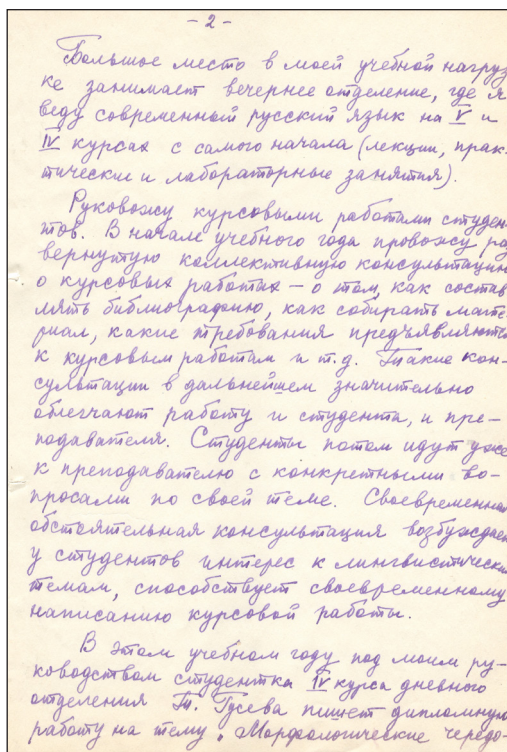 - 2 -
Большое место в моей учебной нагруз
ке занимает вечернее отделение, где я
веду современный русский язык на V и
IV курсах с самого начала (лекции, прак-
тические и лабораторные занятия).
Руковожу курсовыми работами студен
тов. В начале учебного года провожу раз
вернутую коллективную консультацию
о курсовых работах – о том, как состав
лять библиографию, как собирать мате
риал, какие требования предъявляются
к курсовым работам и т.д. Такие кон-
сультации в дальнейшем значительно
облегчают работу и студента, и пре-
подавателя. Студенты потом идут уже
к преподавателю с конкретными во-
просами по своей теме. Своевременная
обстоятельная консультация возбуждает
у студентов интерес к лингвистическим
темам, способствует своевременному
написанию курсовой работы.
В этом учебном году под моим ру-
ководством студентка IV курса дневного
отделения Т. Гусева пишет дипломную
работу на тему „Морфологические чередо-